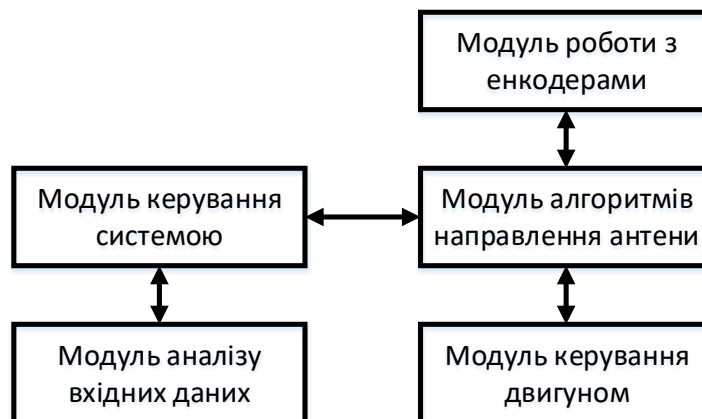 Модуль роботи з
енкодерами
Модуль керування
системою
Модуль алгоритмів
направлення антени
Модуль аналізу
вхідних даних
Модуль керування
двигуном